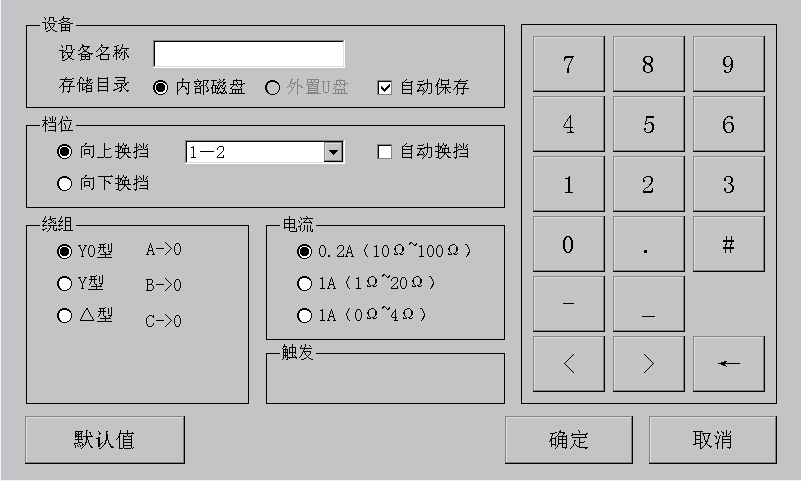 设备
设备名称
存储目录 内部磁盘 外置U盘 自动保存
档位
向上换挡 1—2 自动换挡
向下换挡
绕组
Y0型 A->0
Y型 B->0
△型 C->0
电流
0.2A（10Ω~100Ω）
1A（1Ω~20Ω）
1A（0Ω~4Ω）
触发
7 8 9
4 5 6
1 2 3
0 . #
- _
< > ←
默认值 确定 取消